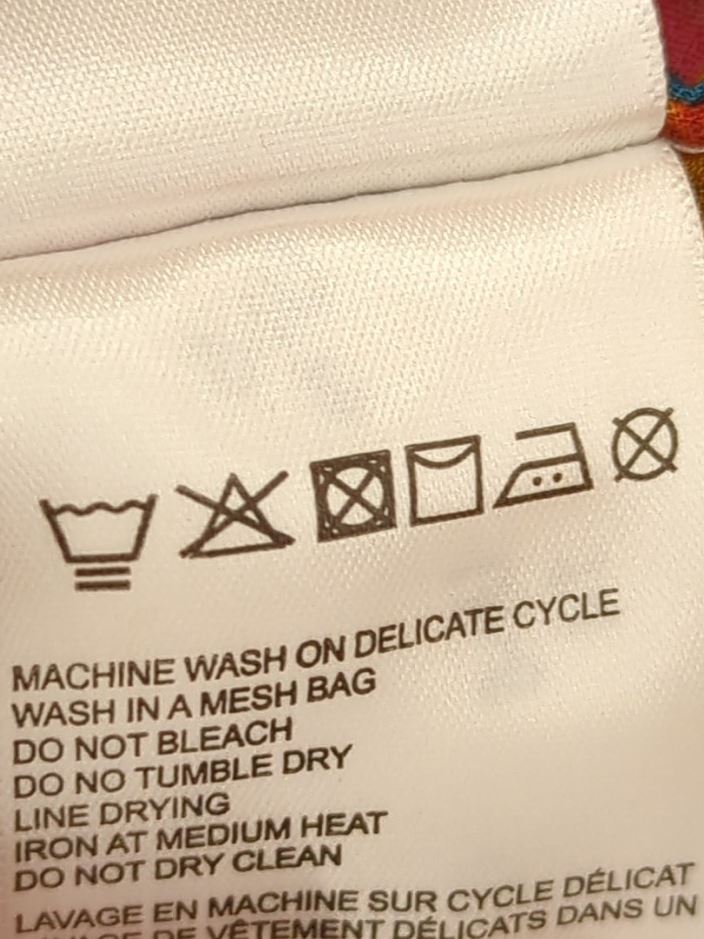 MACHINE WASH ON DELICATE CYCLE
WASH IN A MESH BAG
DO NOT BLEACH
DO NO TUMBLE DRY
LINE DRYING
IRON AT MEDIUM HEAT
DO NOT DRY CLEAN
LAVAGE EN MACHINE SUR CYCLE DÉLICAT
DE VÊTEMENT DÉLICATS DANS UN